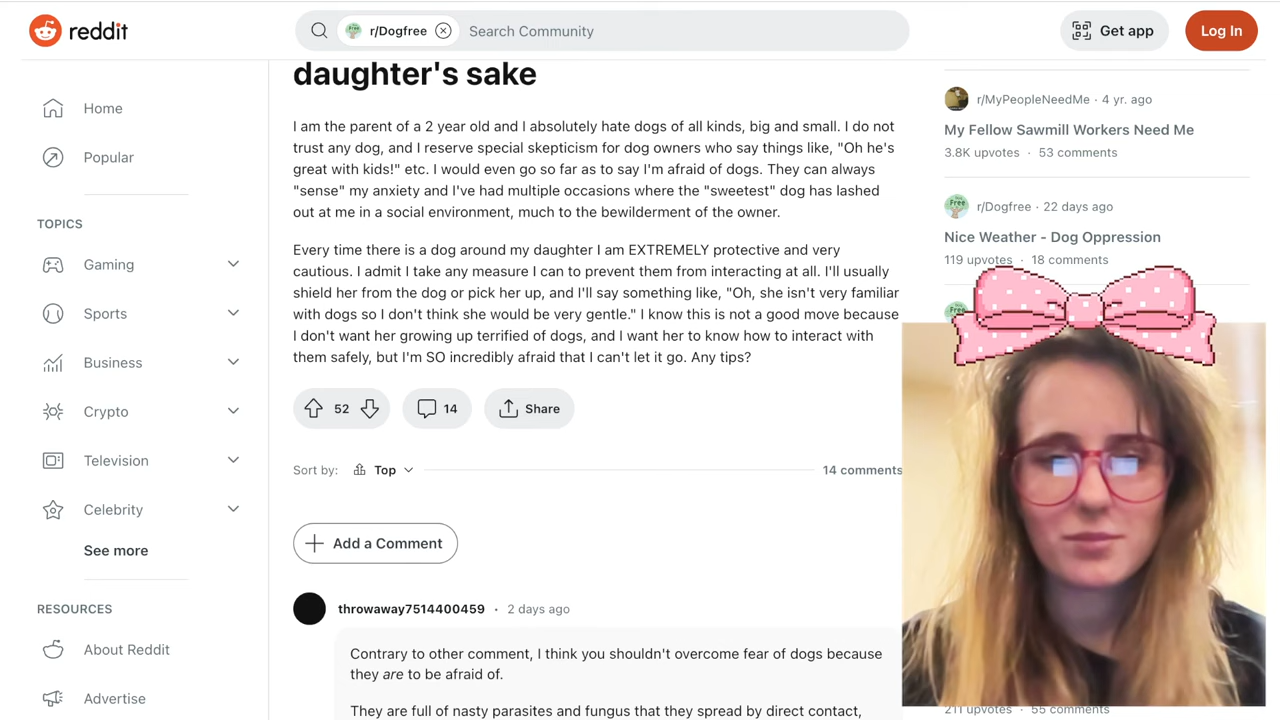 reddit
r/Dogfree
Search Community
Get app
Log In
Home
Popular
TOPICS
Gaming
Sports
Business
Crypto
Television
Celebrity
See more
RESOURCES
About Reddit
Advertise
daughter's sake
I am the parent of a 2 year old and I absolutely hate dogs of all kinds, big and small. I do not
trust any dog, and I reserve special skepticism for dog owners who say things like, "Oh he's
great with kids!" etc. I would even go so far as to say I'm afraid of dogs. They can always
"sense" my anxiety and I've had multiple occasions where the "sweetest" dog has lashed
out at me in a social environment, much to the bewilderment of the owner.
Every time there is a dog around my daughter I am EXTREMELY protective and very
cautious. I admit I take any measure I can to prevent them from interacting at all. I'll usually
shield her from the dog or pick her up, and I'll say something like, "Oh, she isn't very familiar
with dogs so I don't think she would be very gentle." I know this is not a good move because
I don't want her growing up terrified of dogs, and I want her to know how to interact with
them safely, but I'm SO incredibly afraid that I can't let it go. Any tips?
52
14
Share
Sort by:
Top
14 comments
Add a Comment
throwaway7514400459 · 2 days ago
Contrary to other comment, I think you shouldn't overcome fear of dogs because
they are to be afraid of.
They are full of nasty parasites and fungus that they spread by direct contact,
r/MyPeopleNeedMe · 4 yr. ago
My Fellow Sawmill Workers Need Me
3.8K upvotes · 53 comments
r/Dogfree · 22 days ago
Nice Weather - Dog Oppression
119 upvotes · 18 comments
211 upvotes · 55 comments